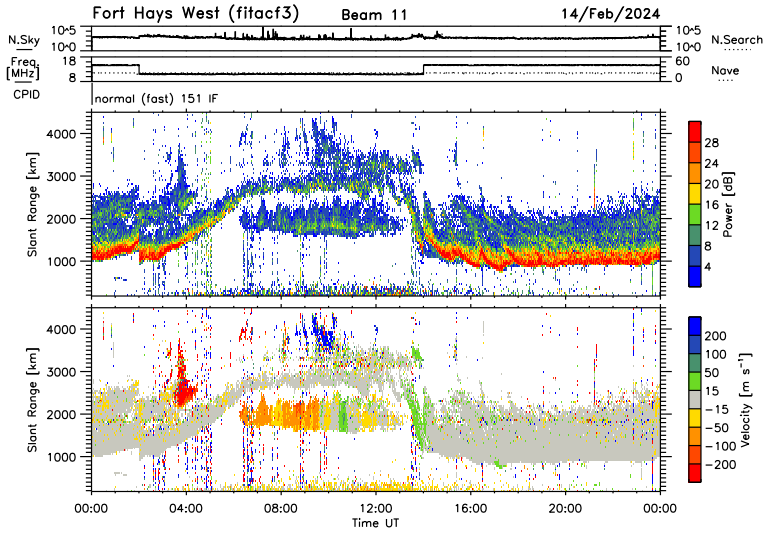 Fort Hays West (fitacf3) Beam 11 14/Feb/2024
N.Sky 10^5 10^0 10^5 10^0 N.Search
Freq. [MHz] 18 8 60 0 Nave
CPID normal (fast) 151 IF
Slant Range [km] 4000 3000 2000 1000
Power [dB] 28 24 20 16 12 8 4
Slant Range [km] 4000 3000 2000 1000
Velocity [m s⁻¹] 200 100 50 15 −15 −50 −100 −200
00:00 04:00 08:00 12:00 16:00 20:00 00:00
Time UT